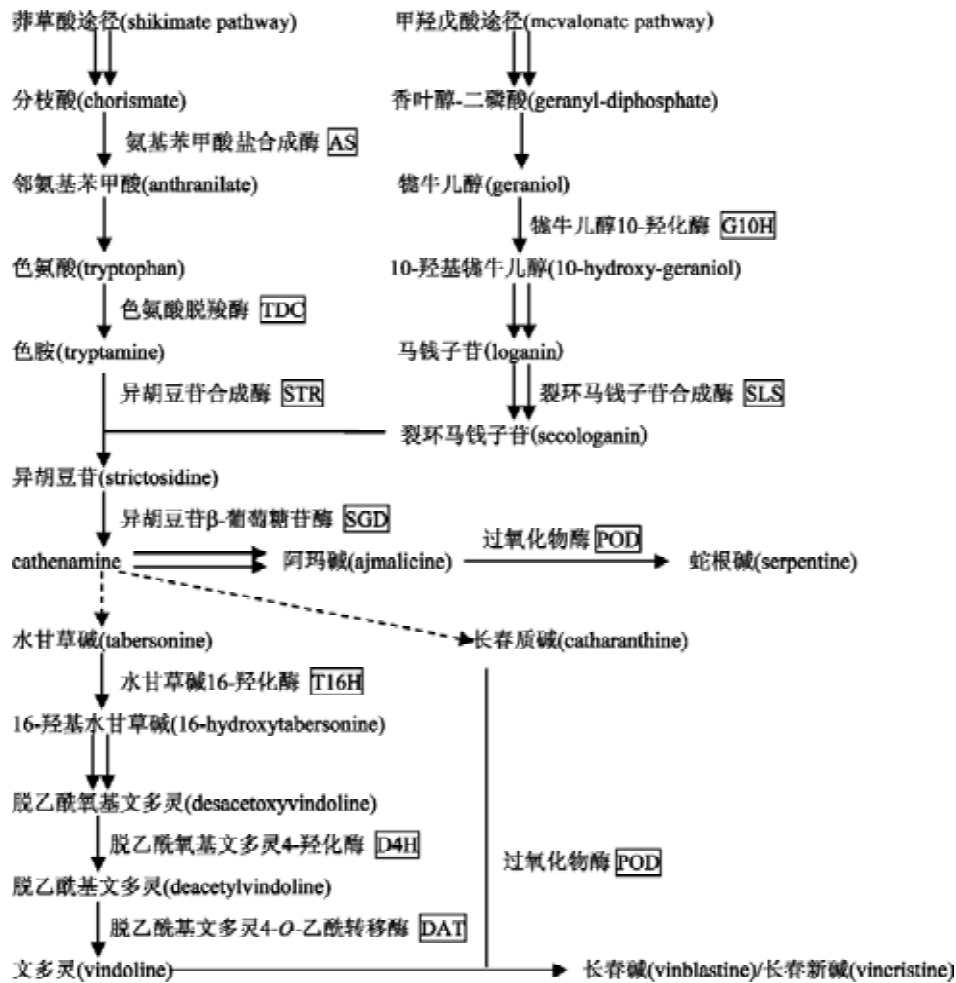 莽草酸途径(shikimate pathway) 甲羟戊酸途径(mcvalonatc pathway)
分枝酸(chorismate) 香叶醇-二磷酸(geranyl-diphosphate)
氨基苯甲酸盐合成酶 AS
邻氨基苯甲酸(anthranilate) 牻牛儿醇(geraniol)
牻牛儿醇10-羟化酶 G10H
色氨酸(tryptophan) 10-羟基牻牛儿醇(10-hydroxy-geraniol)
色氨酸脱羧酶 TDC
色胺(tryptamine) 马钱子苷(loganin)
异胡豆苷合成酶 STR 裂环马钱子苷合成酶 SLS
裂环马钱子苷(sccologanin)
异胡豆苷(strictosidine)
异胡豆苷β-葡萄糖苷酶 SGD 过氧化物酶 POD
cathenamine 阿玛碱(ajmalicine) 蛇根碱(serpentine)
水甘草碱(tabersonine) 长春质碱(catharanthine)
水甘草碱16-羟化酶 T16H
16-羟基水甘草碱(16-hydroxytabersonine)
脱乙酰氧基文多灵(desacetoxyvindoline)
脱乙酰氧基文多灵4-羟化酶 D4H 过氧化物酶 POD
脱乙酰基文多灵(deacetylvindoline)
脱乙酰基文多灵4-O-乙酰转移酶 DAT
文多灵(vindoline) 长春碱(vinblastine)/长春新碱(vincristine)